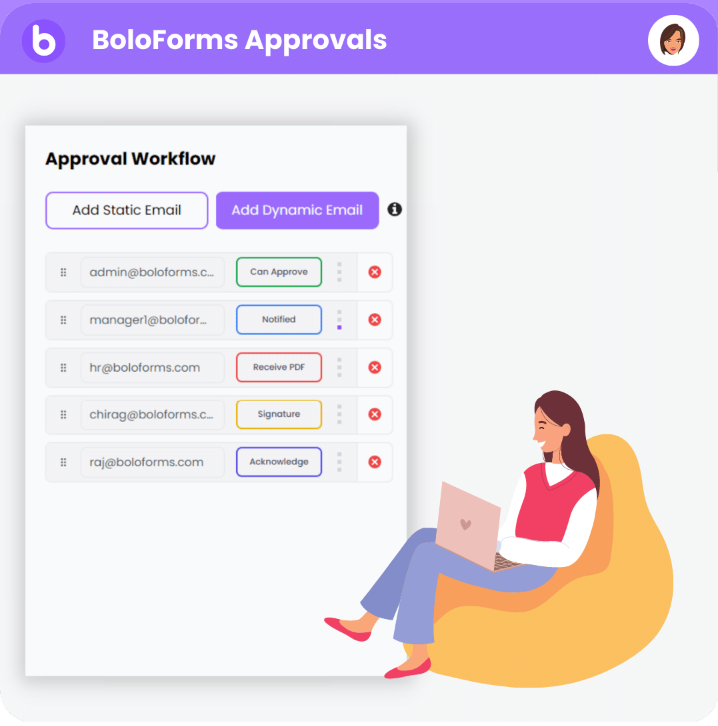 b BoloForms Approvals
Approval Workflow
Add Static Email Add Dynamic Email i
admin@boloforms.c... Can Approve
manager1@bolofor... Notified
hr@boloforms.com Receive PDF
chirag@boloforms.c... Signature
raj@boloforms.com Acknowledge